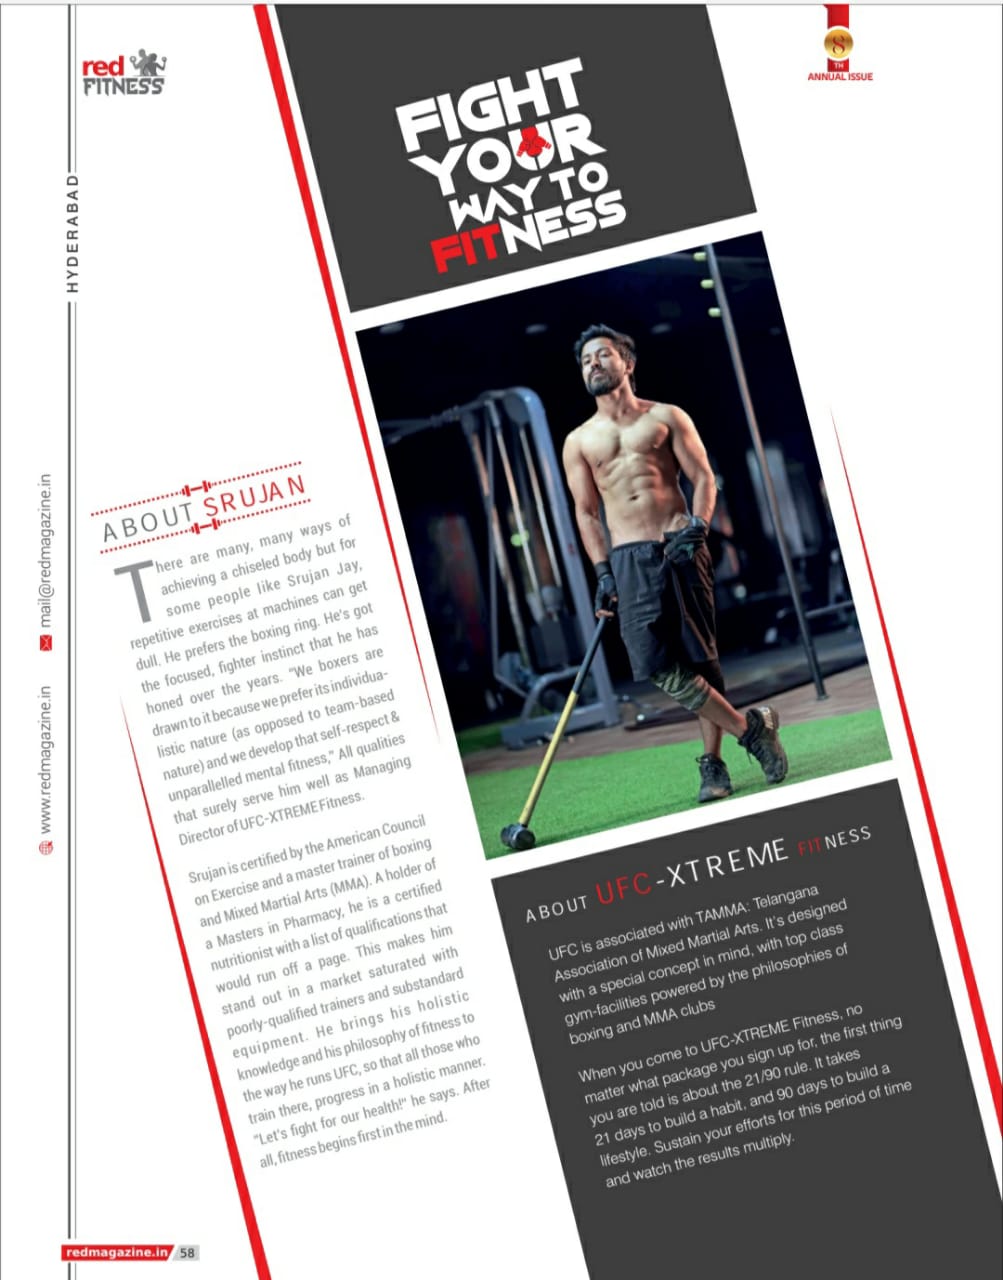 red
FITNESS
8
TH
ANNUAL ISSUE
HYDERABAD
mail@redmagazine.in
www.redmagazine.in
FIGHT
YOUR
WAY TO
FITNESS
ABOUT SRUJAN
There are many, many ways of
achieving a chiseled body but for
some people like Srujan Jay,
repetitive exercises at machines can get
dull. He prefers the boxing ring. He's got
the focused, fighter instinct that he has
honed over the years. "We boxers are
drawn to it because we prefer its individua-
listic nature (as opposed to team-based
nature) and we develop that self-respect &
unparallelled mental fitness," All qualities
that surely serve him well as Managing
Director of UFC-XTREME Fitness.
Srujan is certified by the American Council
on Exercise and a master trainer of boxing
and Mixed Martial Arts (MMA). A holder of
a Masters in Pharmacy, he is a certified
nutritionist with a list of qualifications that
would run off a page. This makes him
stand out in a market saturated with
poorly-qualified trainers and substandard
equipment. He brings his holistic
knowledge and his philosophy of fitness to
the way he runs UFC, so that all those who
train there, progress in a holistic manner.
"Let's fight for our health!" he says. After
all, fitness begins first in the mind.
ABOUT UFC-XTREME FITNESS
UFC is associated with TAMMA: Telangana
Association of Mixed Martial Arts. It's designed
with a special concept in mind, with top class
gym-facilities powered by the philosophies of
boxing and MMA clubs
When you come to UFC-XTREME Fitness, no
matter what package you sign up for, the first thing
you are told is about the 21/90 rule. It takes
21 days to build a habit, and 90 days to build a
lifestyle. Sustain your efforts for this period of time
and watch the results multiply.
redmagazine.in 58